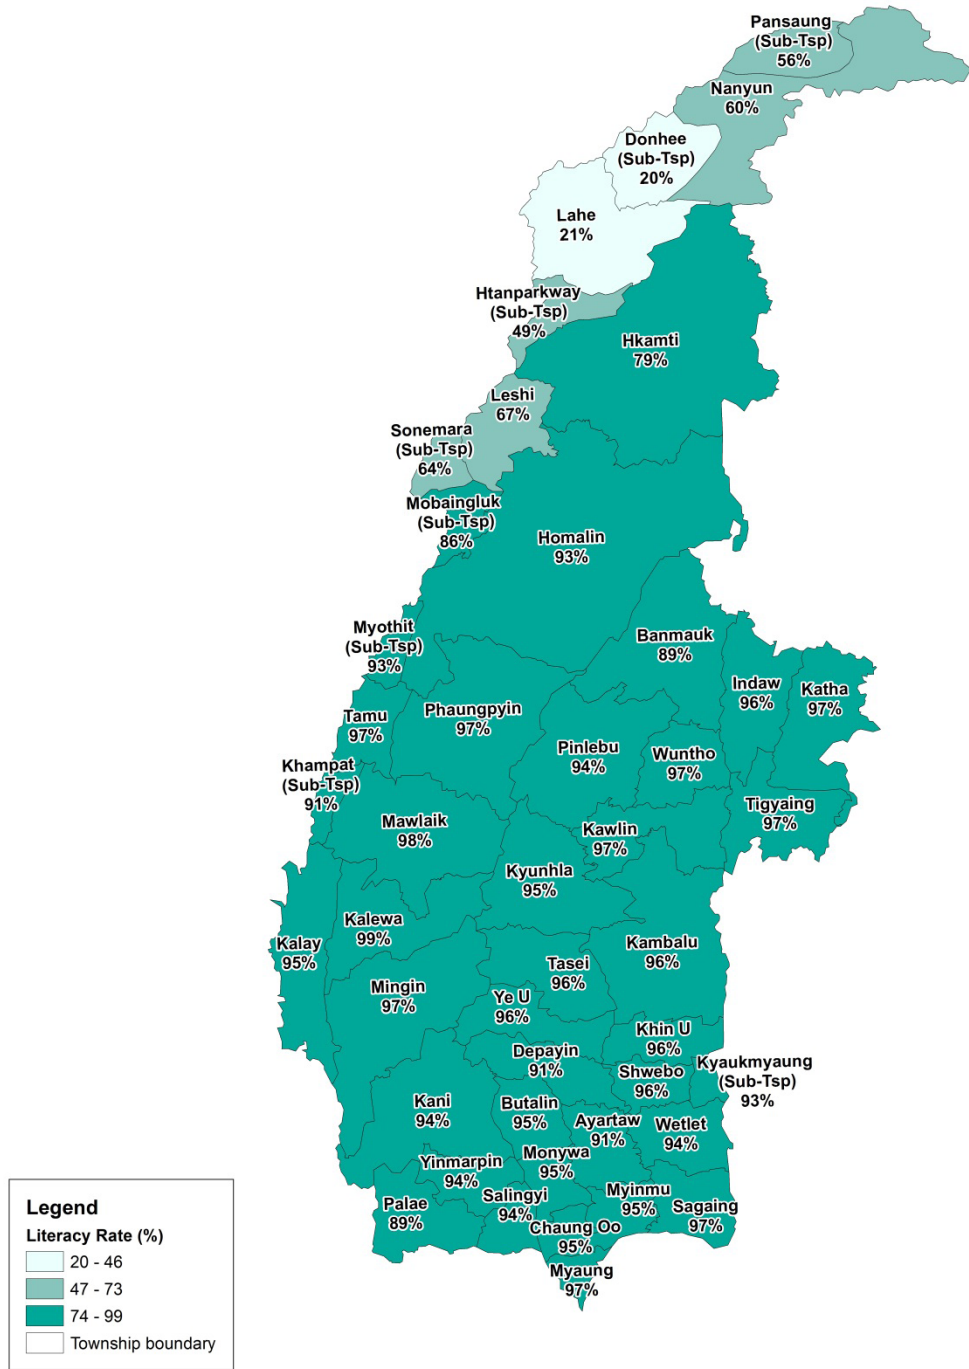 Pansaung
(Sub-Tsp)
56%
Nanyun
60%
Donhee
(Sub-Tsp)
20%
Lahe
21%
Htanparkway
(Sub-Tsp)
49%
Hkamti
79%
Leshi
67%
Sonemara
(Sub-Tsp)
64%
Mobaingluk
(Sub-Tsp)
86%
Homalin
93%
Myothit
(Sub-Tsp)
93%
Banmauk
89%
Indaw
96%
Katha
97%
Tamu
97%
Phaungpyin
97%
Pinlebu
94%
Wuntho
97%
Khampat
(Sub-Tsp)
91%
Tigyaing
97%
Mawlaik
98%
Kawlin
97%
Kyunhla
95%
Kalewa
99%
Kalay
95%
Kambalu
96%
Tasei
96%
Mingin
97%
Ye U
96%
Khin U
96%
Depayin
91%
Shwebo
96%
Kyaukmyaung
(Sub-Tsp)
93%
Kani
94%
Butalin
95%
Ayartaw
91%
Wetlet
94%
Monywa
95%
Yinmarpin
94%
Salingyi
94%
Myinmu
95%
Sagaing
97%
Palae
89%
Chaung Oo
95%
Myaung
97%
Legend
Literacy Rate (%)
20 - 46
47 - 73
74 - 99
Township boundary